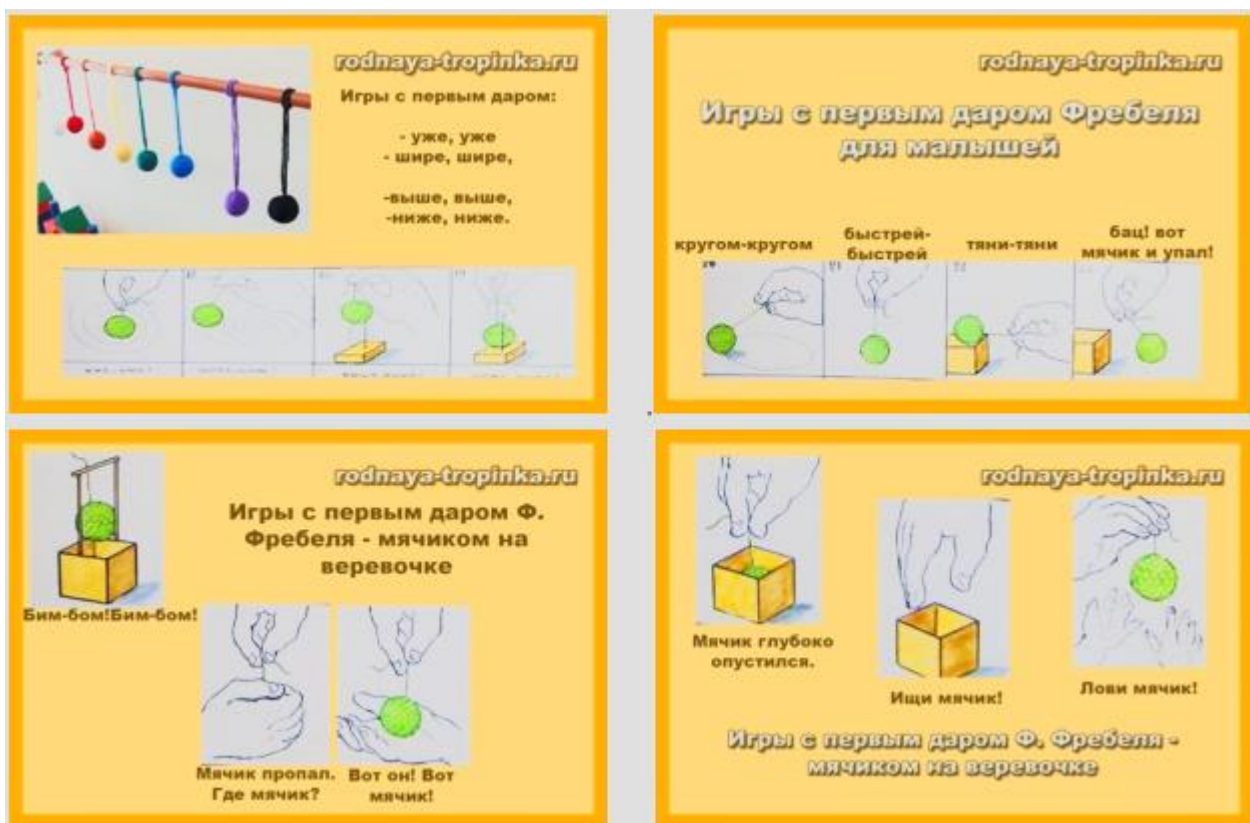 rodnaya-tropinka.ru
Игры с первым даром:
- уже, уже
- шире, шире,
-выше, выше,
-ниже, ниже.
rodnaya-tropinka.ru
Игры с первым даром Фребеля
для малышей
кругом-кругом
быстрей-
быстрей
тяни-тяни
бац! вот
мячик и упал!
rodnaya-tropinka.ru
Игры с первым даром Ф.
Фребеля - мячиком на
веревочке
Бим-бом!Бим-бом!
Мячик пропал.
Где мячик?
Вот он! Вот
мячик!
rodnaya-tropinka.ru
Мячик глубоко
опустился.
Ищи мячик!
Лови мячик!
Игры с первым даром Ф. Фребеля -
мячиком на веревочке